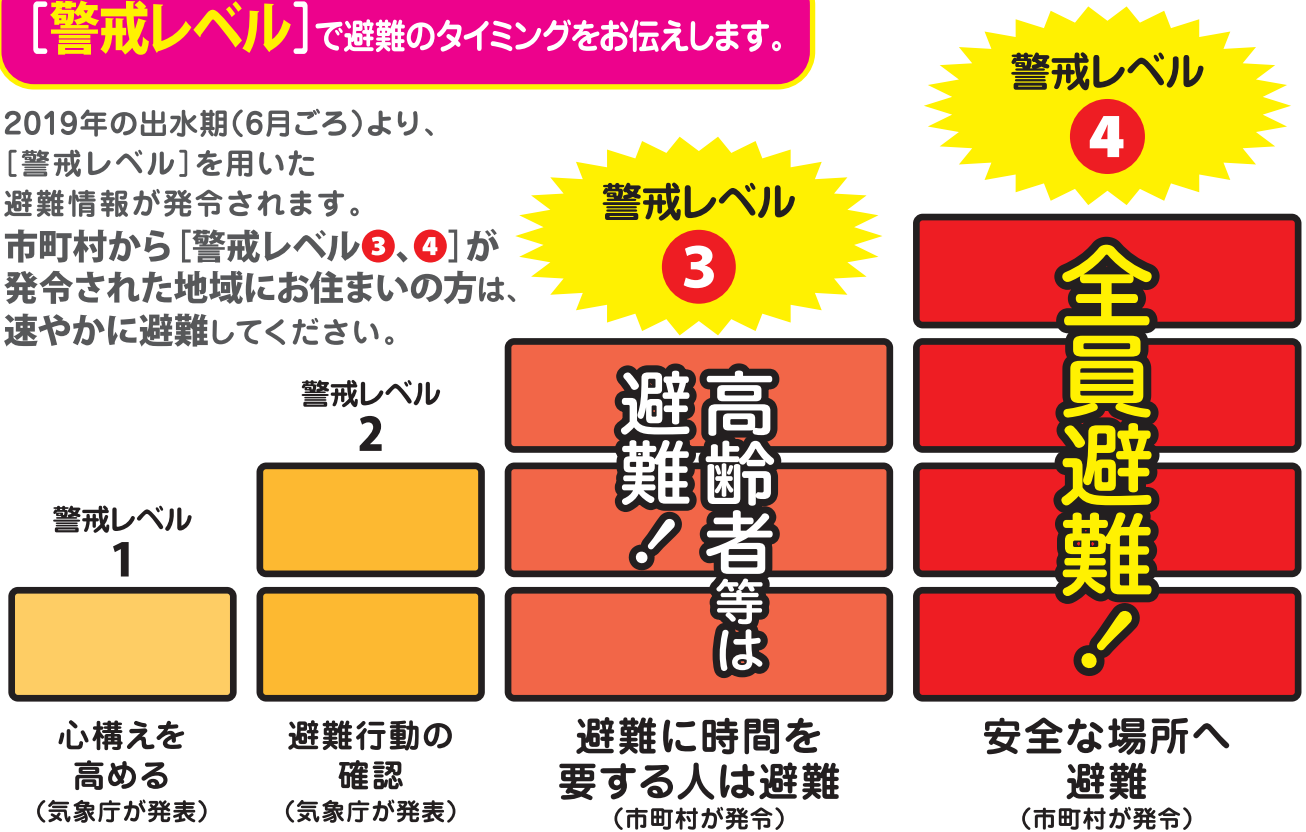 [警戒レベル]で避難のタイミングをお伝えします。
2019年の出水期(6月ごろ)より、
[警戒レベル]を用いた
避難情報が発令されます。
市町村から[警戒レベル3、4]が
発令された地域にお住まいの方は、
速やかに避難してください。
警戒レベル
1
心構えを
高める
(気象庁が発表)
警戒レベル
2
避難行動の
確認
(気象庁が発表)
警戒レベル
3
高齢者等は
避難!
避難に時間を
要する人は避難
(市町村が発令)
警戒レベル
4
全員避難!
安全な場所へ
避難
(市町村が発令)